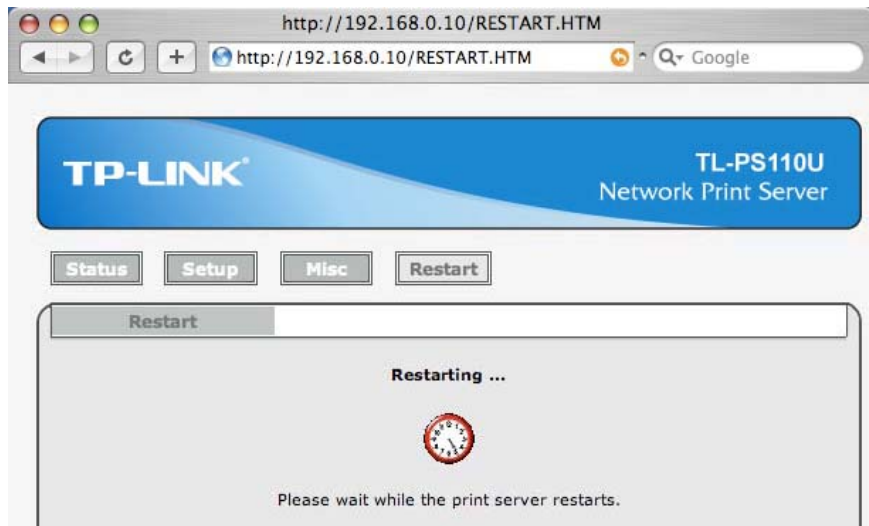 http://192.168.0.10/RESTART.HTM
http://192.168.0.10/RESTART.HTM Google
TP-LINK
TL-PS110U
Network Print Server
Status Setup Misc Restart
Restart
Restarting ...
Please wait while the print server restarts.